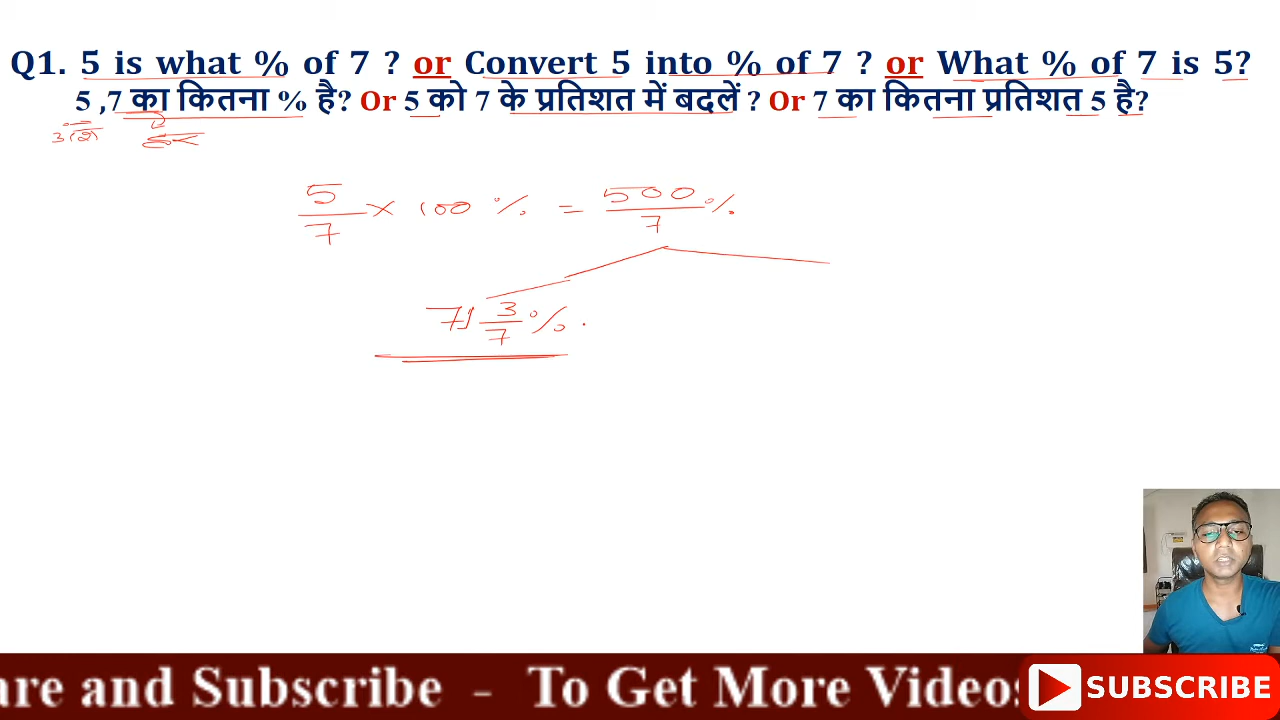 Q1. 5 is what % of 7 ? or Convert 5 into % of 7 ? or What % of 7 is 5?
5 ,7 का कितना % है? Or 5 को 7 के प्रतिशत में बदलें ? Or 7 का कितना प्रतिशत 5 है?
5/7 × 100 % = 500/7 %
71 3/7 %.
are and Subscribe - To Get More Videos
SUBSCRIBE